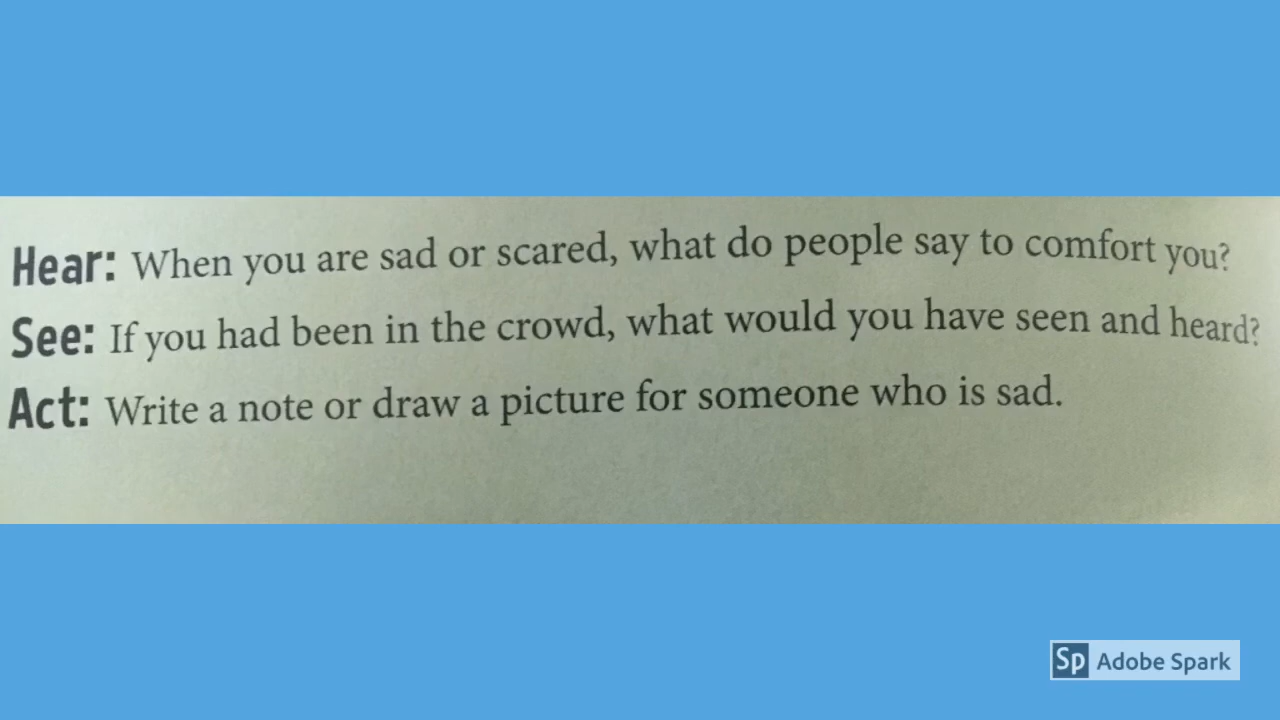 Hear: When you are sad or scared, what do people say to comfort you?
See: If you had been in the crowd, what would you have seen and heard?
Act: Write a note or draw a picture for someone who is sad.
Sp Adobe Spark